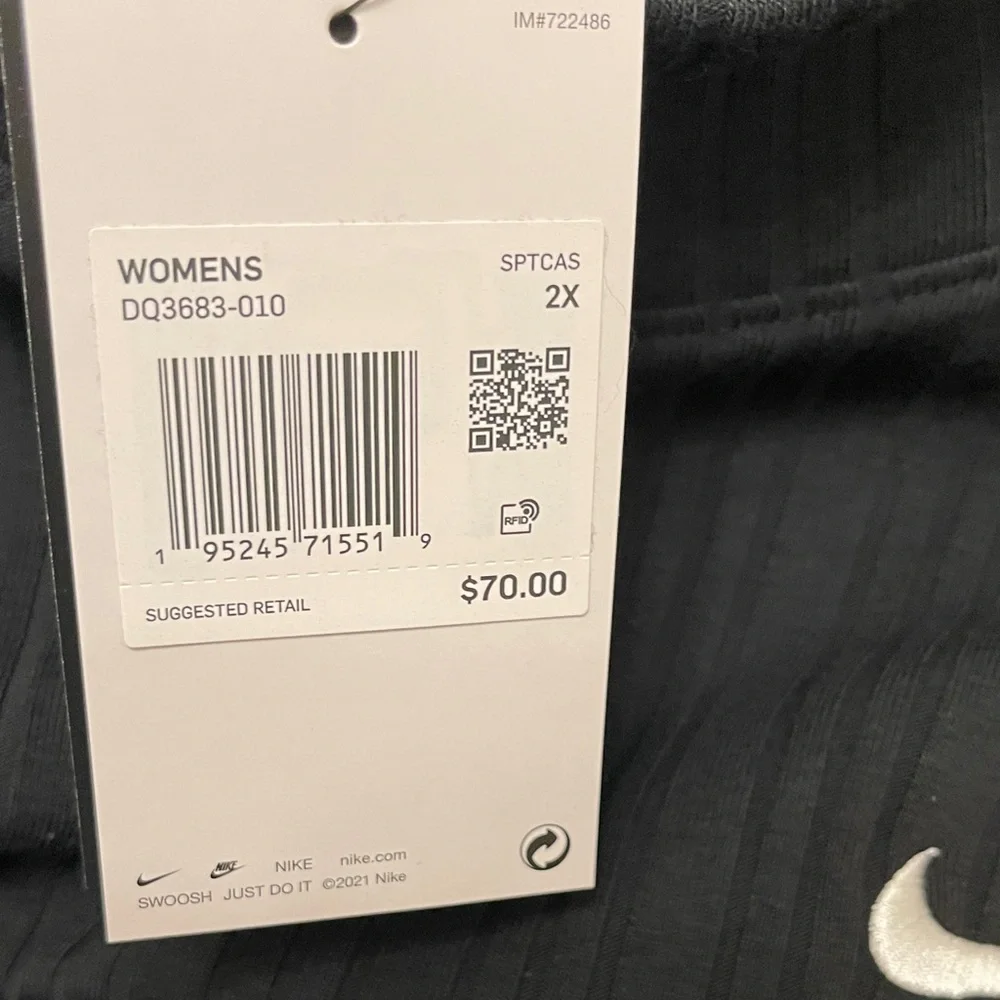 IM#722486
WOMENS SPTCAS
DQ3683-010 2X
RFID
1 95245 71551 9
SUGGESTED RETAIL $70.00
NIKE NIKE nike.com
SWOOSH JUST DO IT ©2021 Nike